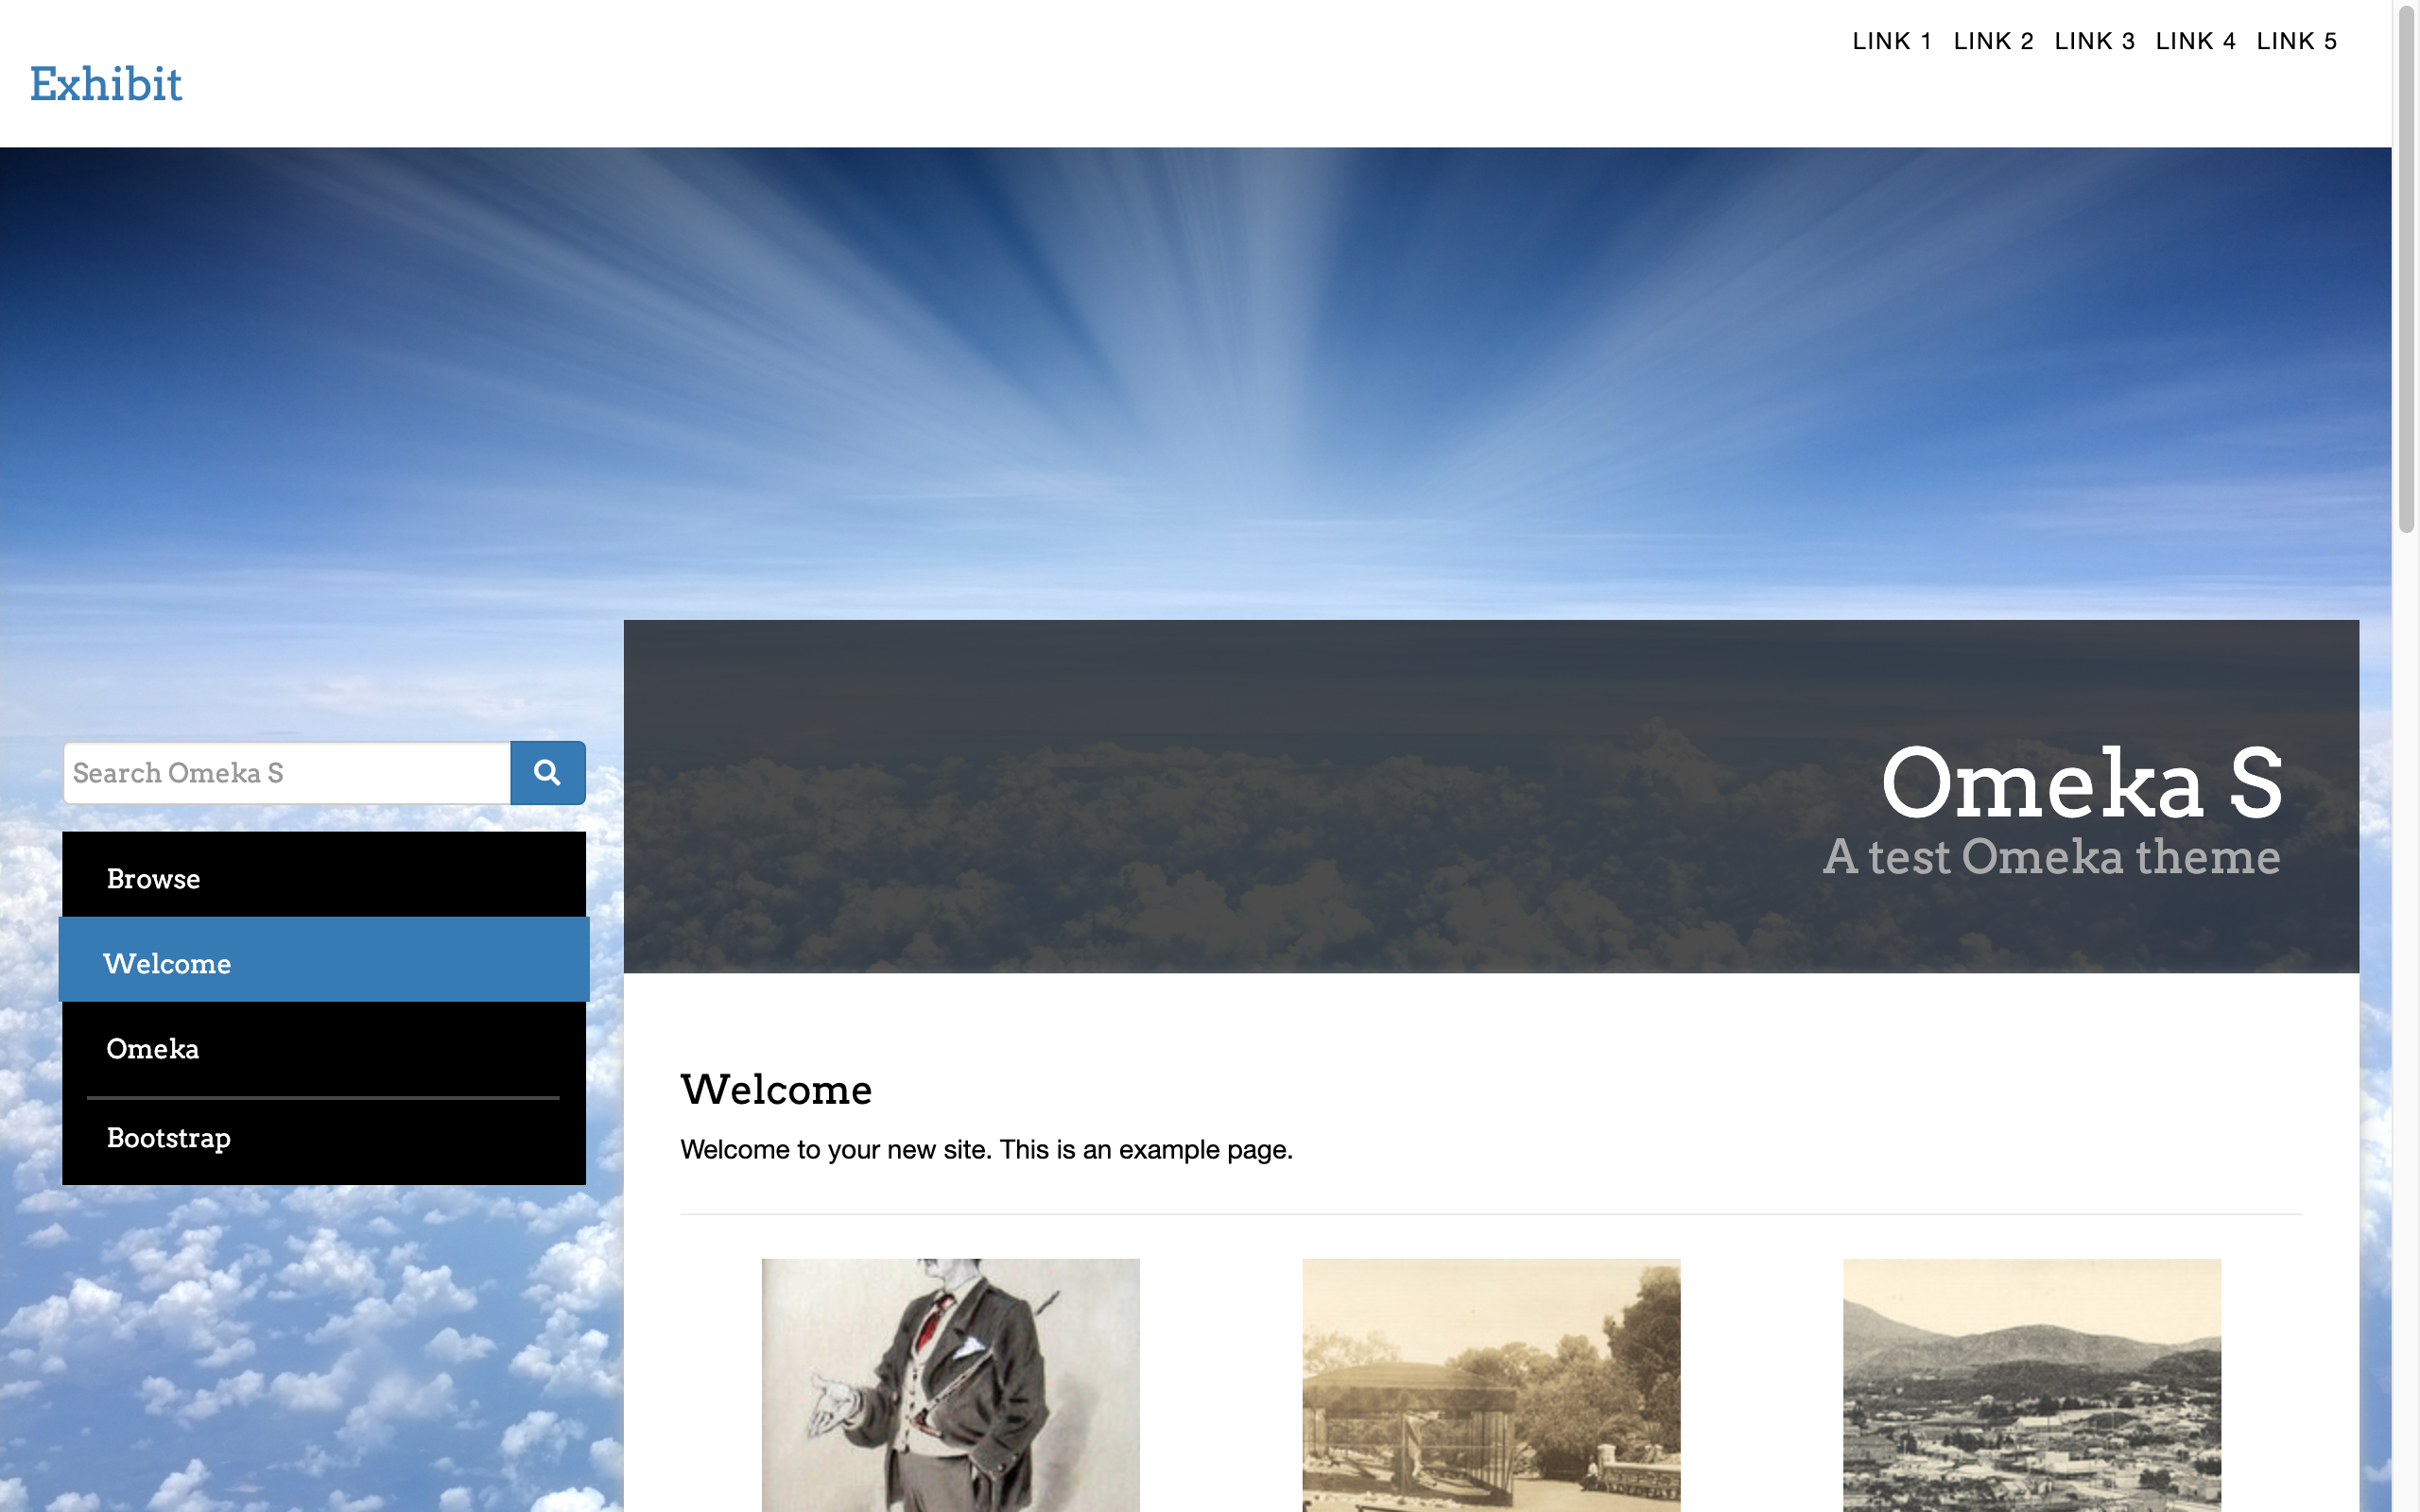 LINK 1 LINK 2 LINK 3 LINK 4 LINK 5
Exhibit
Search Omeka S
Browse
Welcome
Omeka
Bootstrap
Omeka S
A test Omeka theme
Welcome
Welcome to your new site. This is an example page.